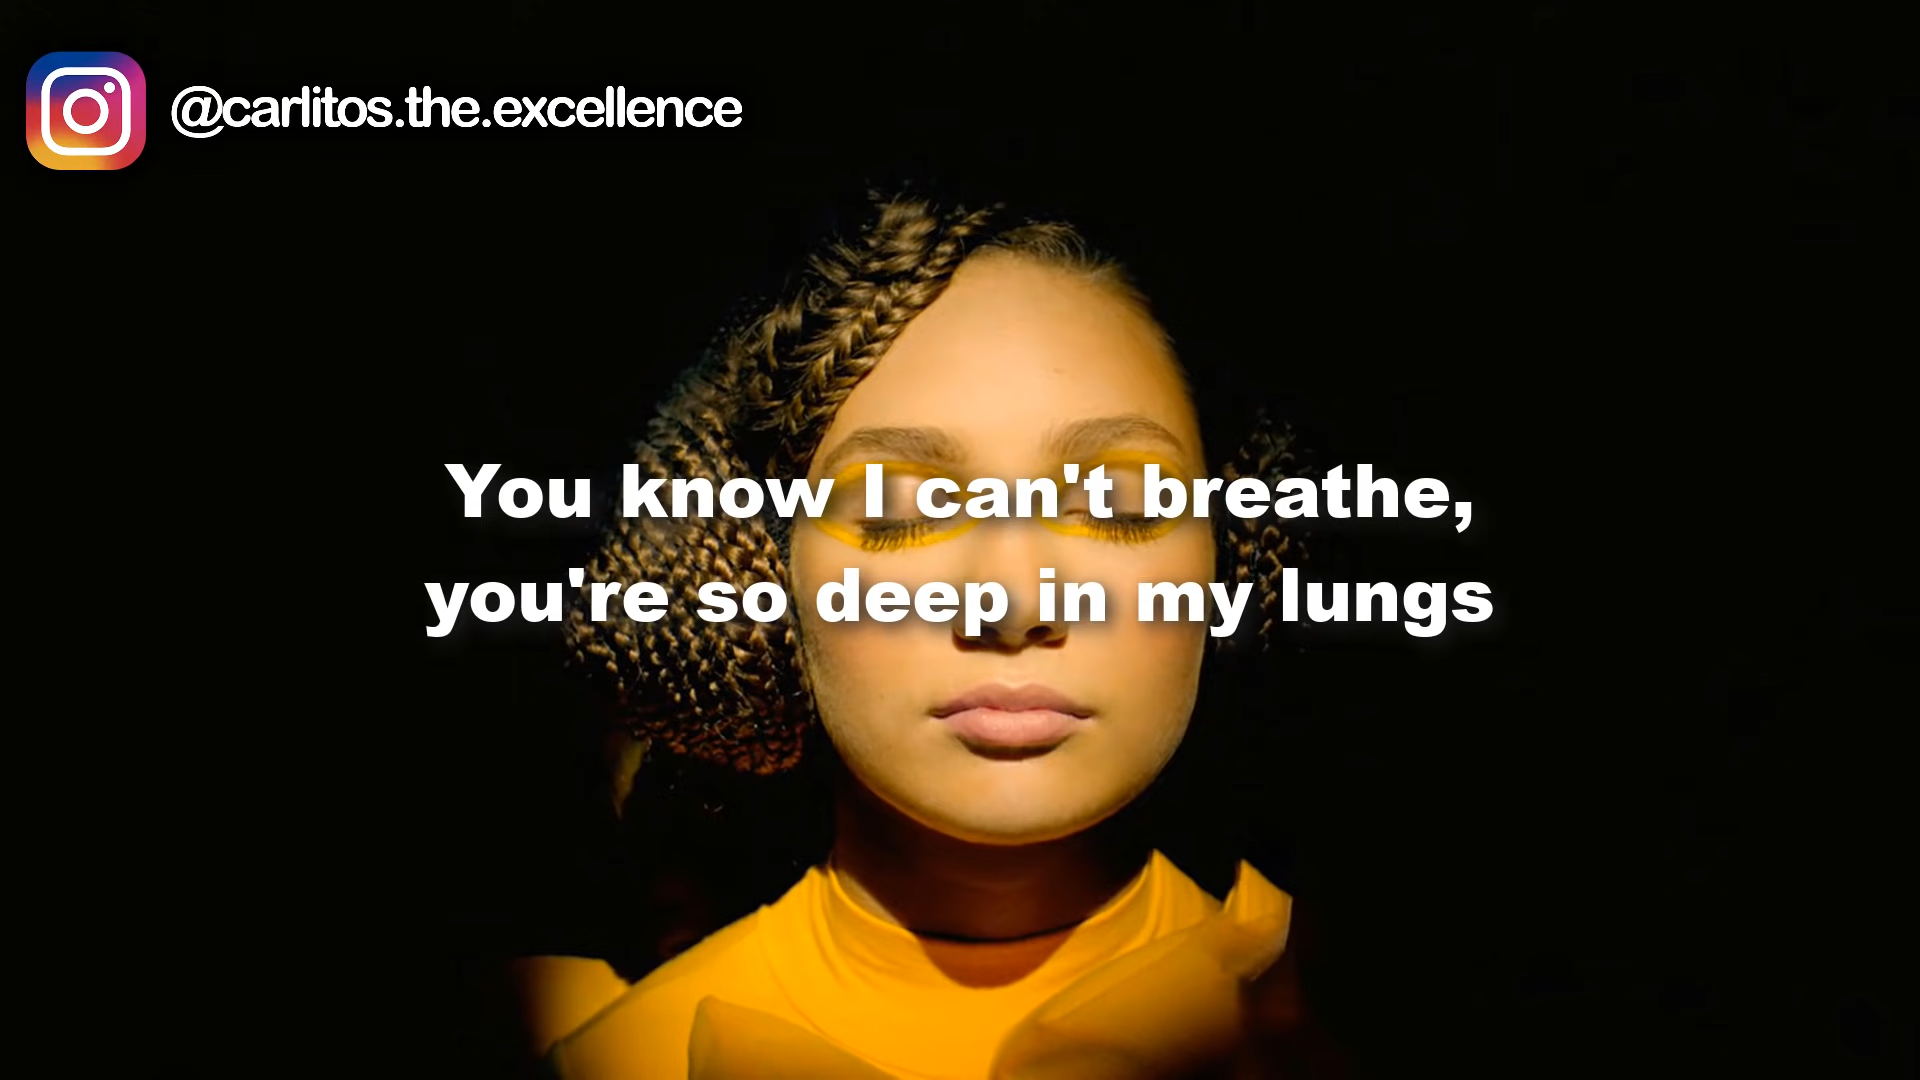 @carlitos.the.excellence
You know I can't breathe,
you're so deep in my lungs